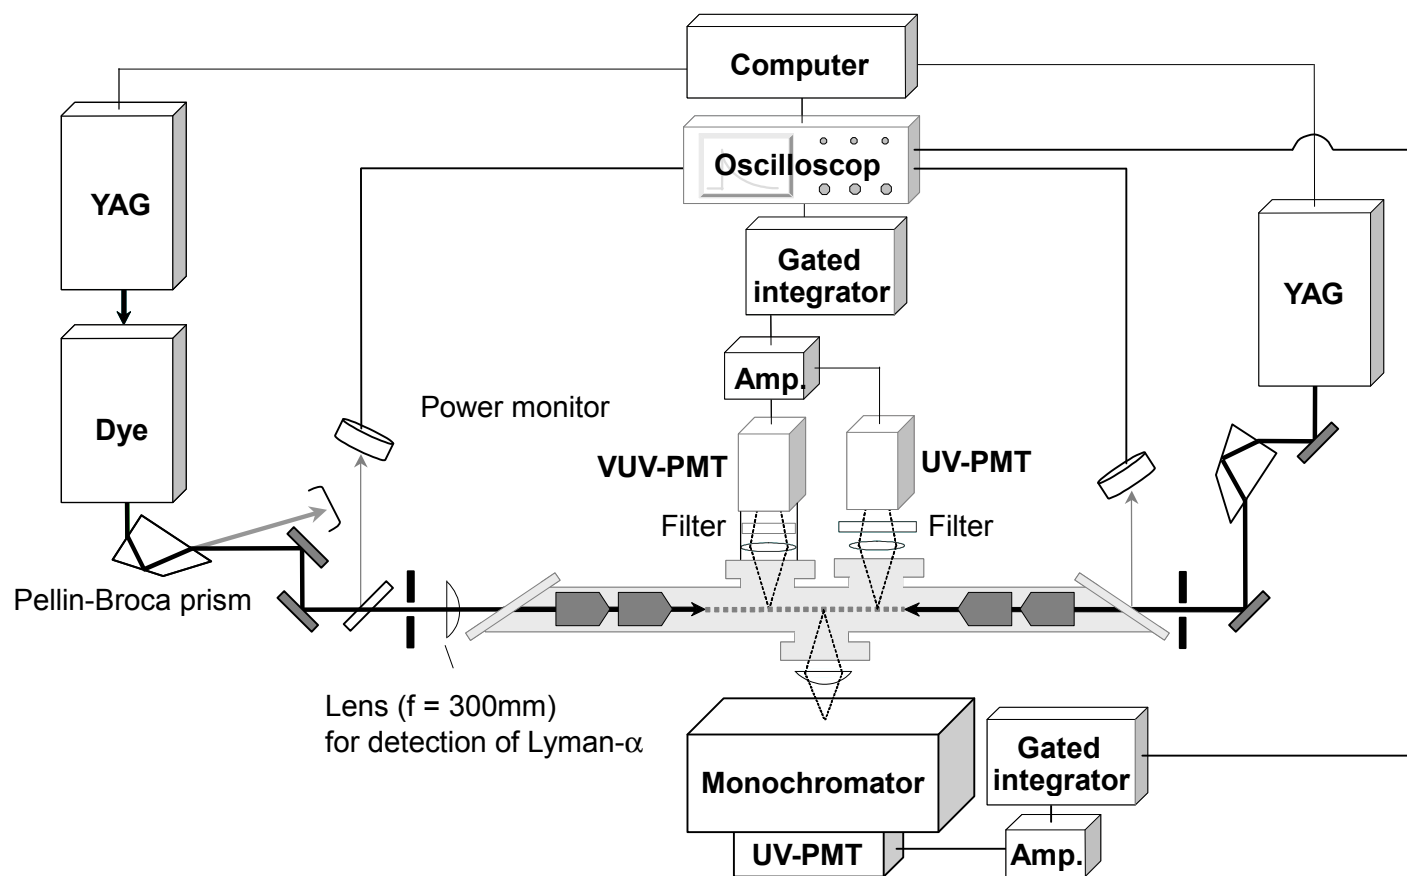 Computer
Oscilloscop
YAG
Gated
integrator
YAG
Amp.
Power monitor
Dye
VUV-PMT
UV-PMT
Filter
Filter
Pellin-Broca prism
Lens (f = 300mm)
for detection of Lyman-α
Monochromator
Gated
integrator
UV-PMT
Amp.